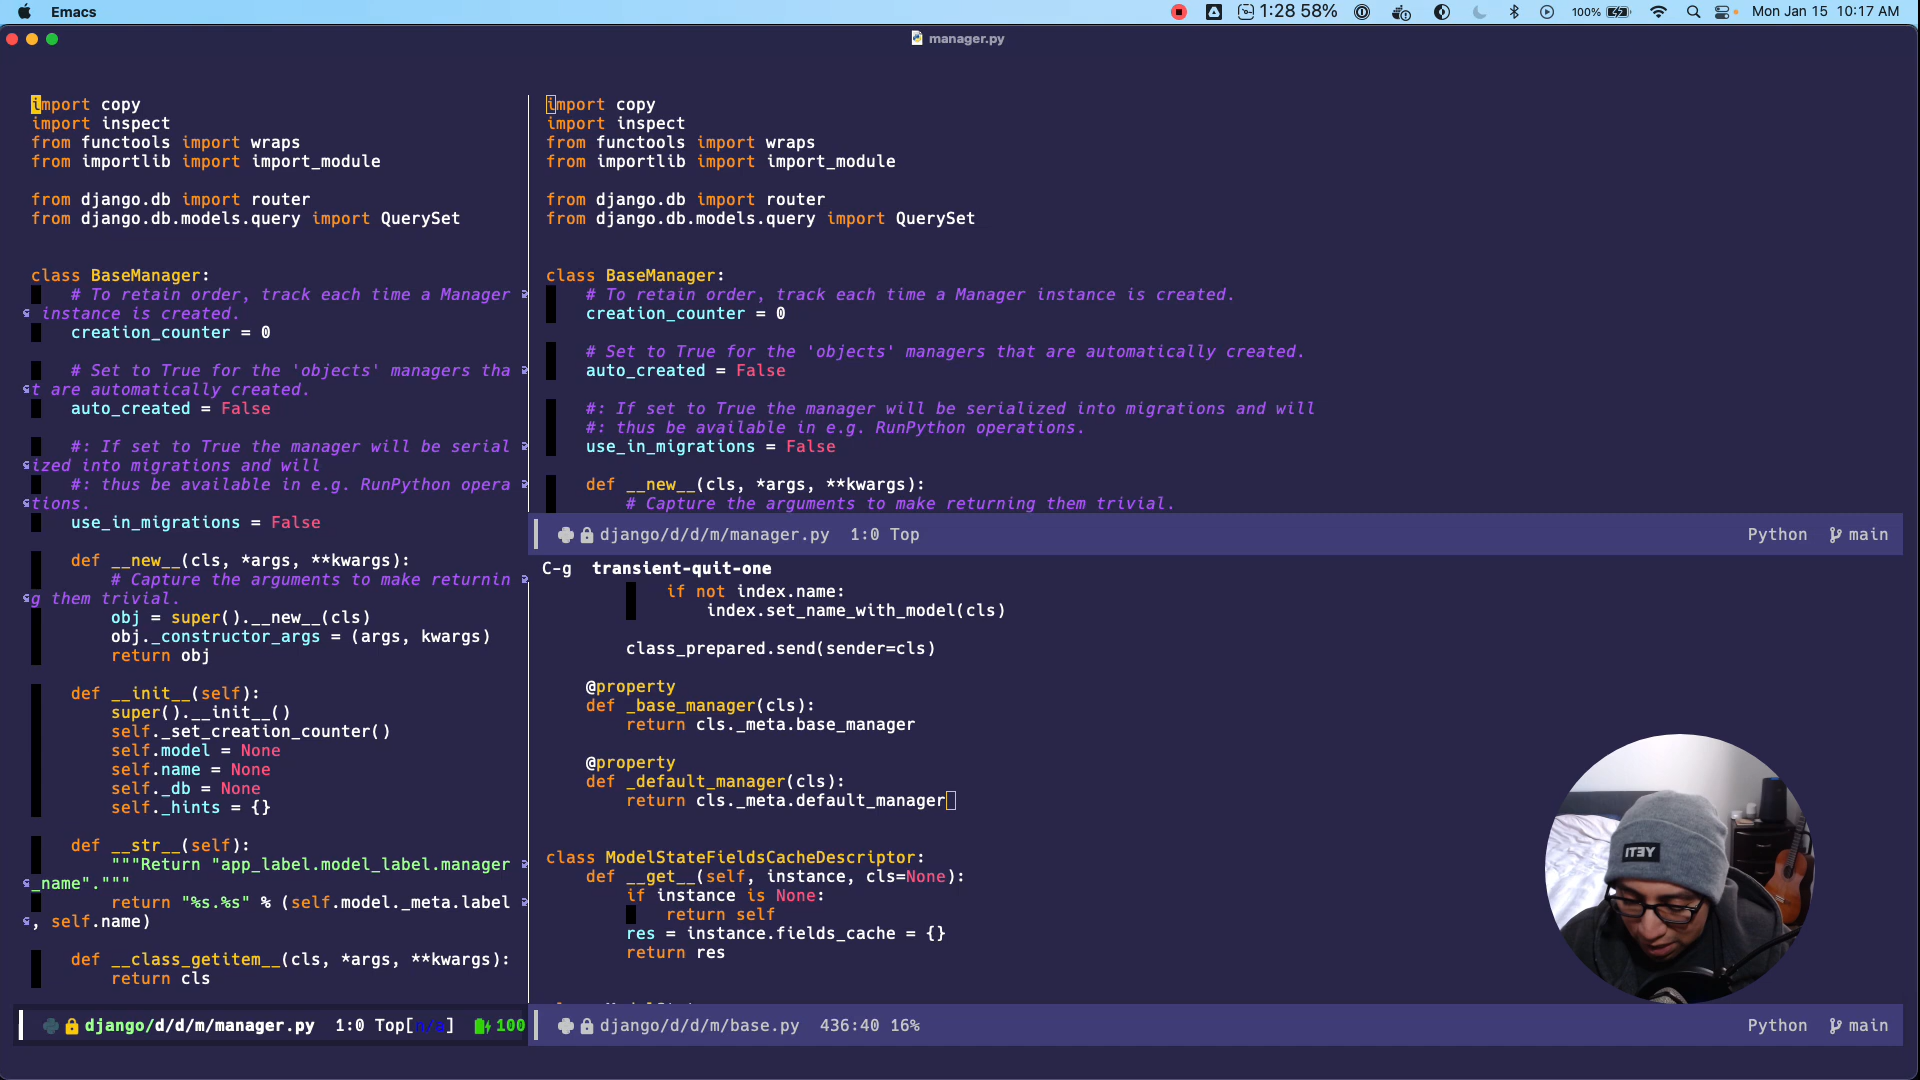 Emacs
1:28 58%
100%
Mon Jan 15 10:17 AM
manager.py
import copy
import inspect
from functools import wraps
from importlib import import_module
from django.db import router
from django.db.models.query import QuerySet
class BaseManager:
# To retain order, track each time a Manager
instance is created.
creation_counter = 0
# Set to True for the 'objects' managers tha
t are automatically created.
auto_created = False
#: If set to True the manager will be serial
ized into migrations and will
#: thus be available in e.g. RunPython opera
tions.
use_in_migrations = False
def __new__(cls, *args, **kwargs):
# Capture the arguments to make returnin
g them trivial.
obj = super().__new__(cls)
obj._constructor_args = (args, kwargs)
return obj
def __init__(self):
super().__init__()
self._set_creation_counter()
self.model = None
self.name = None
self._db = None
self._hints = {}
def __str__(self):
"""Return "app_label.model_label.manager
_name"."""
return "%s.%s" % (self.model._meta.label
, self.name)
def __class_getitem__(cls, *args, **kwargs):
return cls
django/d/d/m/manager.py 1:0 Top[n/a] 100
import copy
import inspect
from functools import wraps
from importlib import import_module
from django.db import router
from django.db.models.query import QuerySet
class BaseManager:
# To retain order, track each time a Manager instance is created.
creation_counter = 0
# Set to True for the 'objects' managers that are automatically created.
auto_created = False
#: If set to True the manager will be serialized into migrations and will
#: thus be available in e.g. RunPython operations.
use_in_migrations = False
def __new__(cls, *args, **kwargs):
# Capture the arguments to make returning them trivial.
django/d/d/m/manager.py 1:0 Top Python main
C-g transient-quit-one
if not index.name:
index.set_name_with_model(cls)
class_prepared.send(sender=cls)
@property
def _base_manager(cls):
return cls._meta.base_manager
@property
def _default_manager(cls):
return cls._meta.default_manager
class ModelStateFieldsCacheDescriptor:
def __get__(self, instance, cls=None):
if instance is None:
return self
res = instance.fields_cache = {}
return res
django/d/d/m/base.py 436:40 16% Python main
YETI